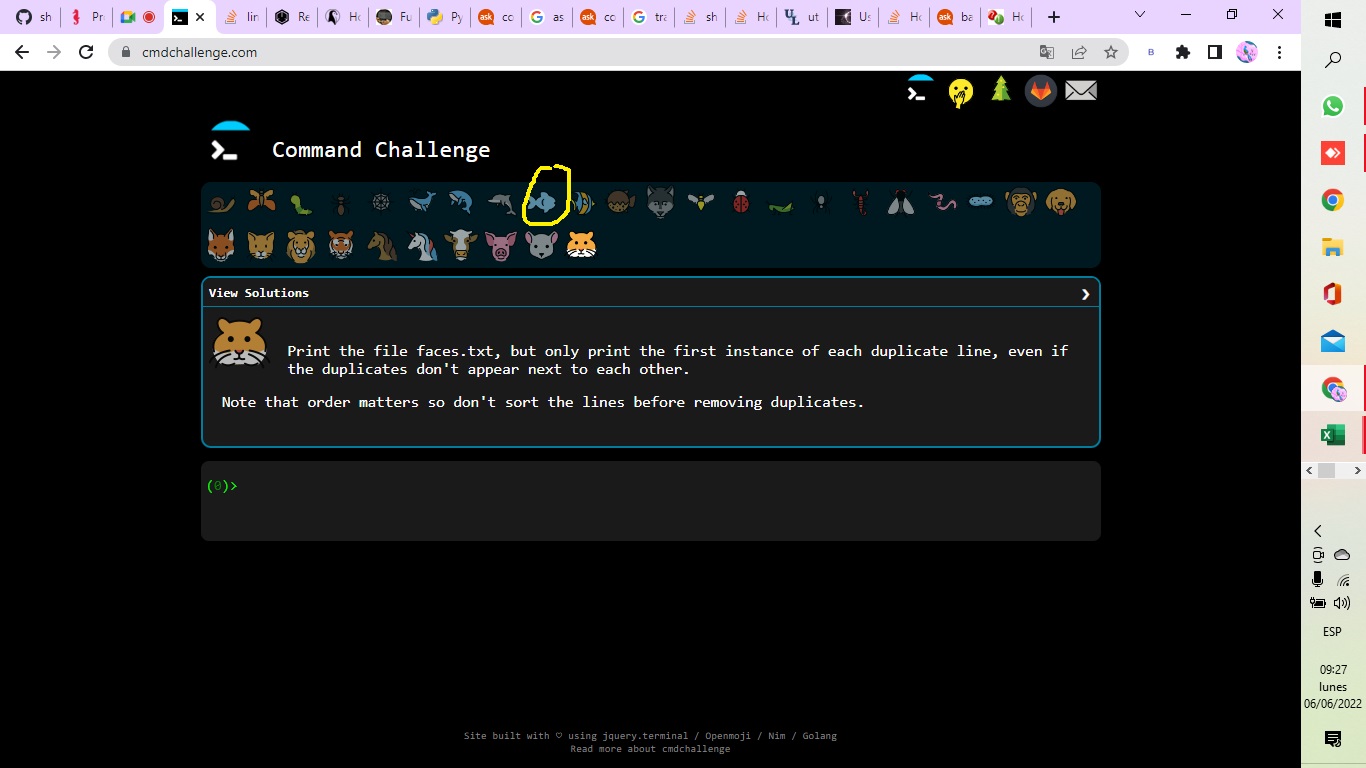 sh
Pr
lin
Re
Ho
Fu
Py
cc
as
cc
tra
sh
Ho
ut
Us
Ho
ba
Ho
cmdchallenge.com
Command Challenge
View Solutions
Print the file faces.txt, but only print the first instance of each duplicate line, even if
the duplicates don't appear next to each other.
Note that order matters so don't sort the lines before removing duplicates.
(0)>
Site built with ♡ using jquery.terminal / Openmoji / Nim / Golang
Read more about cmdchallenge
ESP
09:27
lunes
06/06/2022